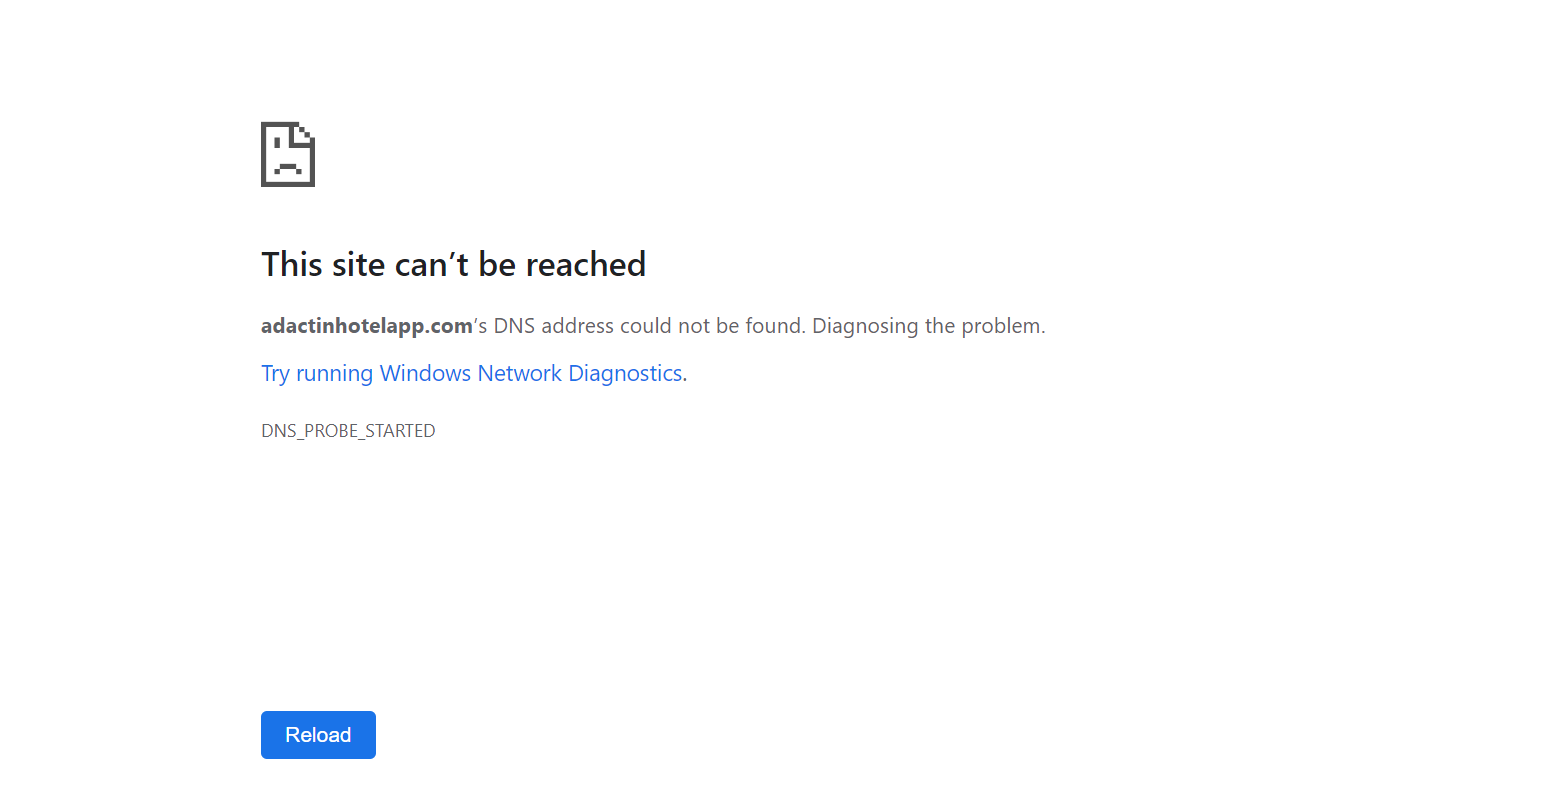 This site can’t be reached
adactinhotelapp.com’s DNS address could not be found. Diagnosing the problem.
Try running Windows Network Diagnostics.
DNS_PROBE_STARTED
Reload